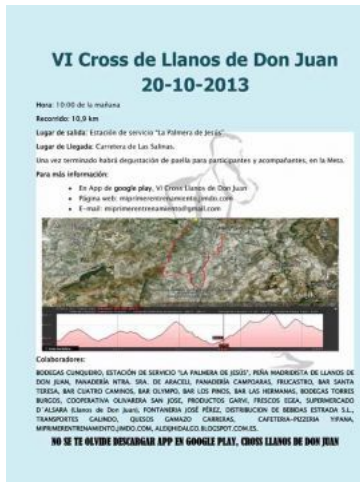 VI Cross de Llanos de Don Juan
20-10-2013
Hora: 10:00 de la mañana
Recorrido: 10,9 km
Lugar de salida: Estación de servicio "La Palmera de Jesús"
Lugar de Llegada: Carretera de Las Salinas.
Una vez terminado habrá degustación de paella para participantes y acompañantes, en la Meta.
Para más información:
• En App de google play, VI Cross Llanos de Don Juan
• Página web: miprimerentrenamiento.jimdo.com
• E-mail: miprimerentrenamiento@gmail.com
Colaboradores:
BODEGAS CUNQUERO, ESTACIÓN DE SERVICIO "LA PALMERA DE JESÚS", PEÑA MADRIDISTA DE LLANOS DE
DON JUAN, PANADERÍA NTRA. SRA. DE ARACELI, PANADERÍA CAMPOARAS, FRUCASTRO, BAR SANTA
TERESA, BAR CUATRO CAMINOS, BAR OLYMPO, BAR LOS PINOS, BAR LAS HERMANAS, BODEGAS TORRES
BURGOS, COOPERATIVA OLIVARERA SAN JOSE, PRODUCTOS GARVI, FRESCOS EGEA, SUPERMERCADO
D´ALSARA (Llanos de Don Juan), FONTANERIA JOSÉ PÉREZ, DISTRIBUCION DE BEBIDAS ESTRADA S.L.,
TRANSPORTES GALINDO, QUESOS GAMAZO CABRERAS, CAFETERIA-PIZZERIA YIFANA,
MIPRIMERENTRENAMIENTO.JIMDO.COM, ALEXJHIDALGO.BLOGSPOT.COM.ES.
NO SE TE OLVIDE DESCARGAR APP EN GOOGLE PLAY, CROSS LLANOS DE DON JUAN